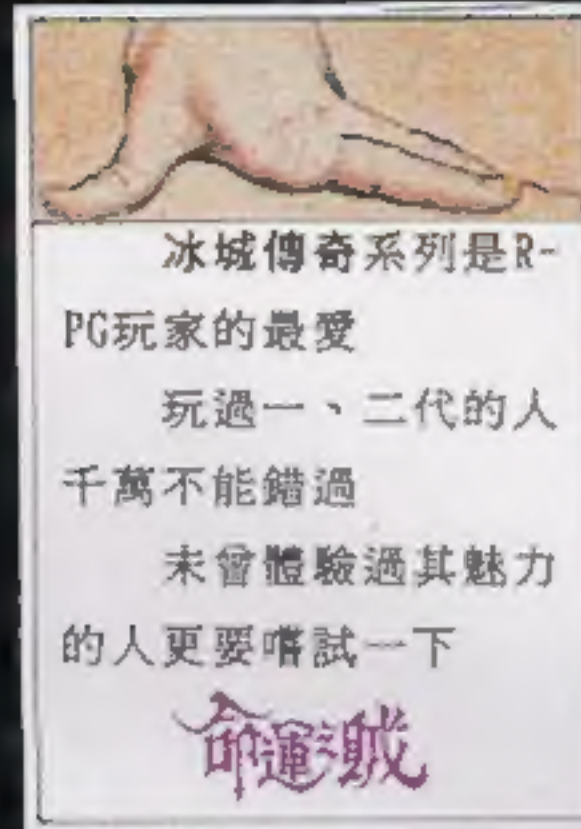 冰城傳奇系列是R-
PG玩家的最愛
玩過一、二代的人
千萬不能錯過
未曾體驗過其魅力
的人更要嚐試一下
命運之賊